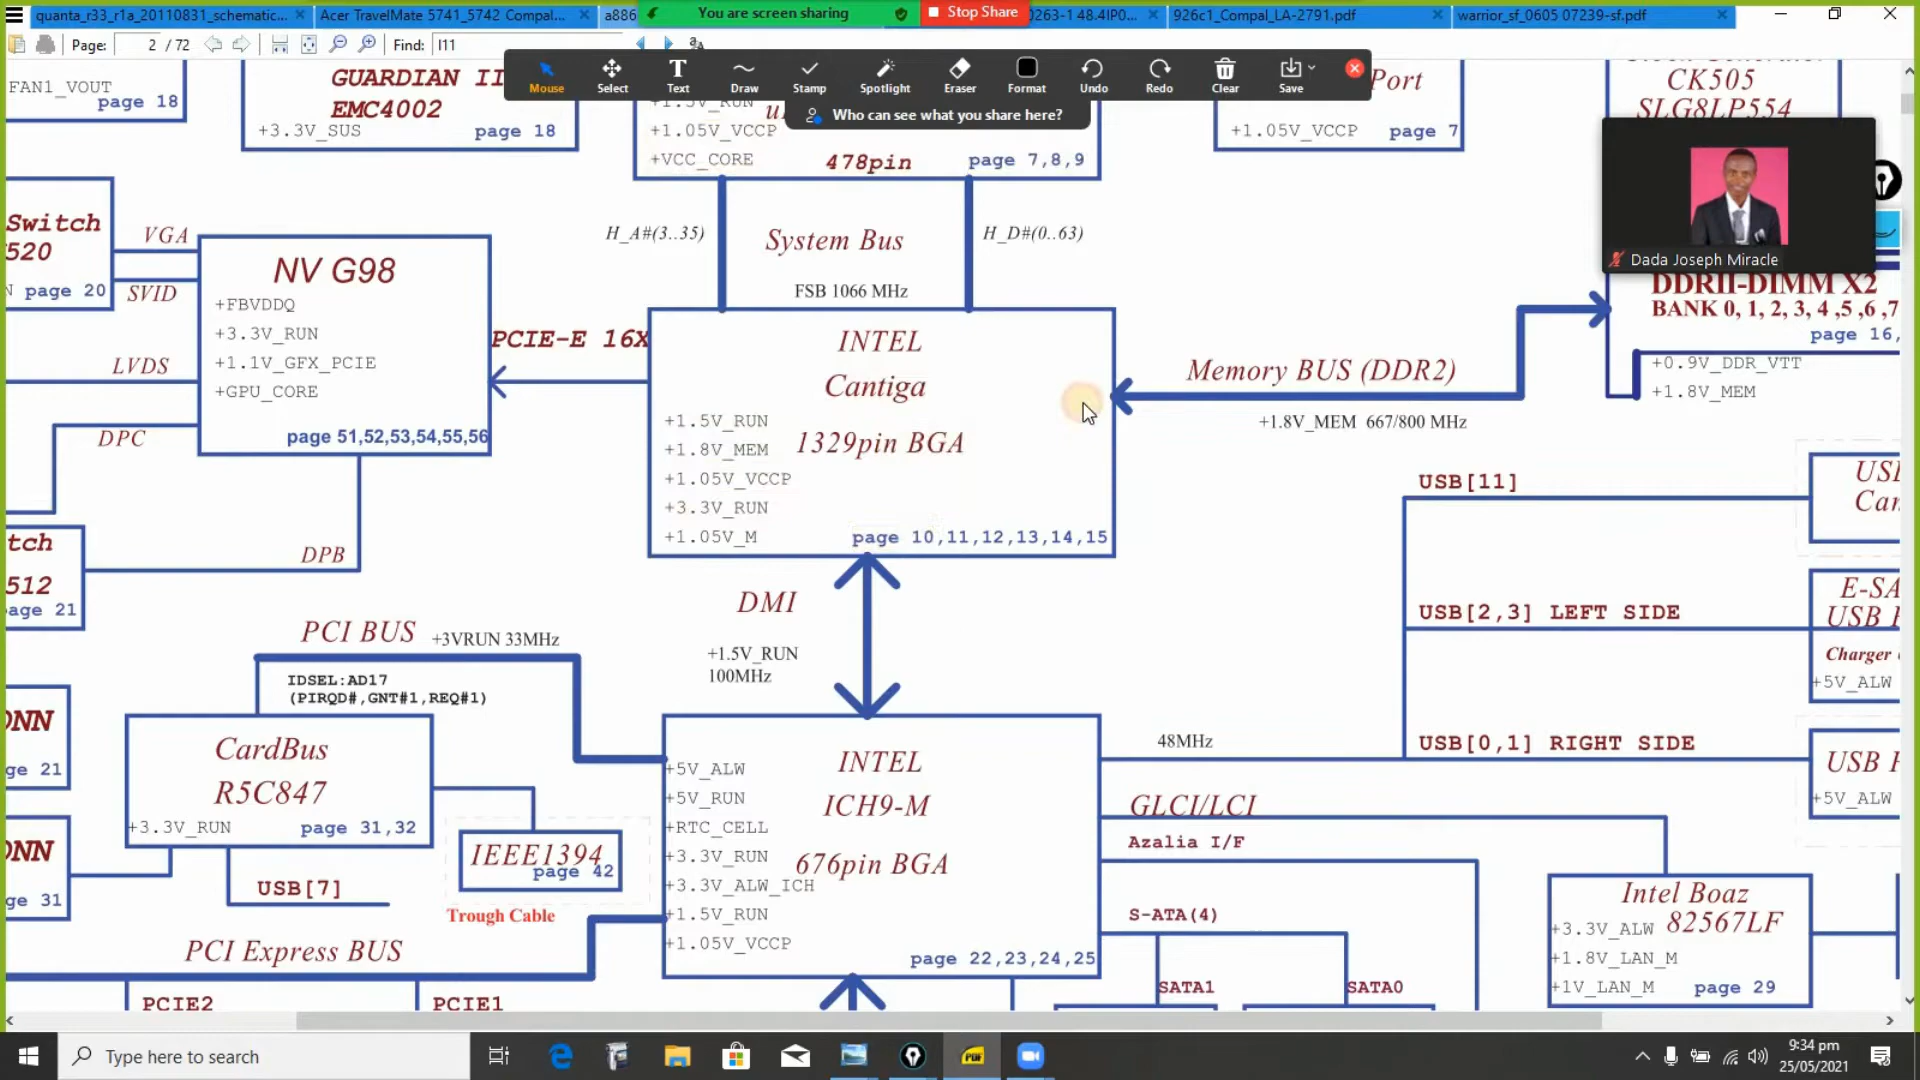 quanta_r33_r1a_20110831_schematic...
Acer TravelMate 5741_5742 Compal...
a886
You are screen sharing
Stop Share
0263-1 48.4IP0...
926c1_Compal_LA-2791.pdf
warrior_sf_0605 07239-sf.pdf
Page: 2 / 72
Find: I11
Mouse
Select
Text
Draw
Stamp
Spotlight
Eraser
Format
Undo
Redo
Clear
Save
Who can see what you share here?
FAN1_VOUT
page 18
GUARDIAN II
EMC4002
+3.3V_SUS
page 18
+1.05V_VCCP
+VCC_CORE
478pin
page 7,8,9
Port
+1.05V_VCCP
page 7
CK505
SLG8LP554
Dada Joseph Miracle
Switch
520
page 20
VGA
SVID
LVDS
DPC
NV G98
+FBVDDQ
+3.3V_RUN
+1.1V_GFX_PCIE
+GPU_CORE
page 51,52,53,54,55,56
PCIE-E 16X
H_A#(3..35)
System Bus
H_D#(0..63)
FSB 1066 MHz
INTEL
Cantiga
1329pin BGA
+1.5V_RUN
+1.8V_MEM
+1.05V_VCCP
+3.3V_RUN
+1.05V_M
page 10,11,12,13,14,15
Memory BUS (DDR2)
+1.8V_MEM 667/800 MHz
DDRII-DIMM X2
BANK 0, 1, 2, 3, 4 ,5 ,6 ,7
page 16,
+0.9V_DDR_VTT
+1.8V_MEM
tch
512
age 21
DPB
DMI
+1.5V_RUN
100MHz
PCI BUS
+3VRUN 33MHz
IDSEL:AD17
(PIRQD#,GNT#1,REQ#1)
USB[11]
USB[2,3] LEFT SIDE
USB[0,1] RIGHT SIDE
E-SA
Charger
+5V_ALW
+5V_ALW
ONN
ge 21
ONN
ge 31
CardBus
R5C847
+3.3V_RUN
page 31,32
IEEE1394
page 42
Trough Cable
USB[7]
PCI Express BUS
PCIE2
PCIE1
INTEL
ICH9-M
676pin BGA
+5V_ALW
+5V_RUN
+RTC_CELL
+3.3V_RUN
+3.3V_ALW_ICH
+1.5V_RUN
+1.05V_VCCP
page 22,23,24,25
48MHz
GLCI/LCI
Azalia I/F
S-ATA(4)
SATA1
SATA0
Intel Boaz
82567LF
+3.3V_ALW
+1.8V_LAN_M
+1V_LAN_M
page 29
Type here to search
9:34 pm
25/05/2021